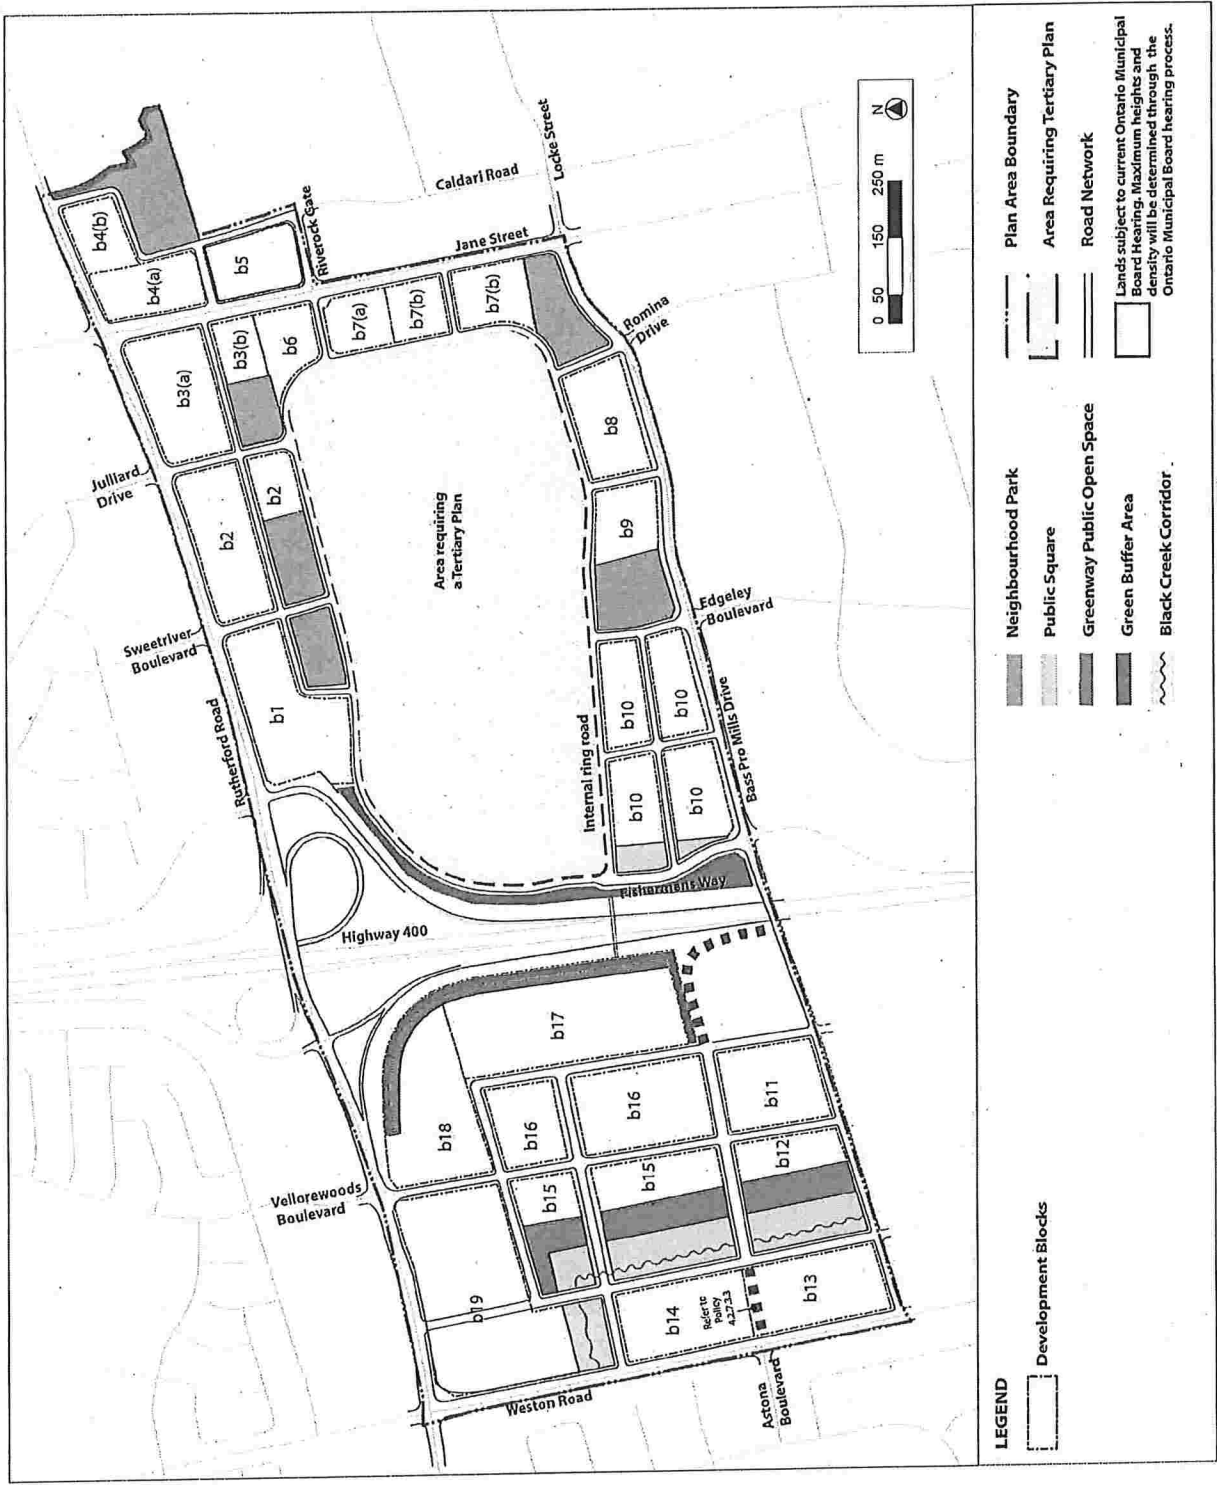 Rutherford Road
Vellorewoods
Boulevard
Weston Road
Astona
Boulevard
Highway 400
Fishermens Way
Internal ring road
Bass Pro Mills Drive
Edgeley
Boulevard
Sweetriver
Boulevard
Julliard
Drive
Riverock Gate
Jane Street
Caldari Road
Locke Street
Romina
Drive
Area requiring
a Tertiary Plan
b1
b2
b2
b3(a)
b3(b)
b4(a)
b4(b)
b5
b6
b7(a)
b7(b)
b7(b)
b8
b9
b10
b10
b10
b10
b11
b12
b13
b14
Refer to
Policy
4.2.7.3.3
b15
b15
b16
b16
b17
b18
b19
0 50 150 250 m
N
LEGEND
Development Blocks
Neighbourhood Park
Public Square
Greenway Public Open Space
Green Buffer Area
Black Creek Corridor
Plan Area Boundary
Area Requiring Tertiary Plan
Road Network
Lands subject to current Ontario Municipal
Board Hearing. Maximum heights and
density will be determined through the
Ontario Municipal Board hearing process.